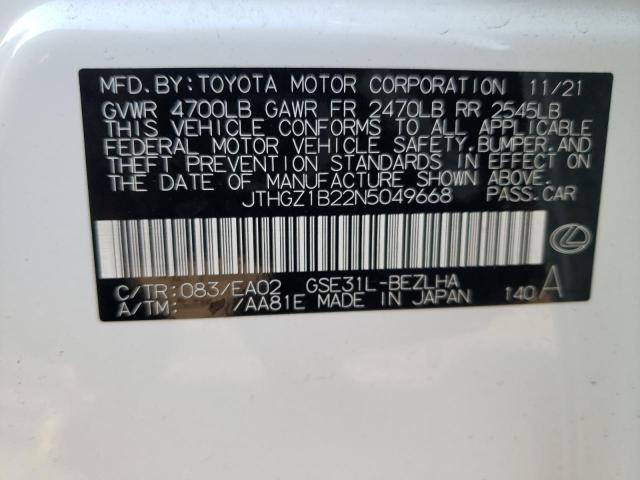 MFD.BY:TOYOTA MOTOR CORPORATION 11/21
GVWR 4700LB GAWR FR 2470LB RR 2545LB
THIS VEHICLE CONFORMS TO ALL APPLICABLE
FEDERAL MOTOR VEHICLE SAFETY,BUMPER,AND
THEFT PREVENTION STANDARDS IN EFFECT ON
THE DATE OF MANUFACTURE SHOWN ABOVE.
JTHGZ1B22N5049668 PASS.CAR
C/TR:083/EA02 GSE31L-BEZLHA
A/TM: /AA81E MADE IN JAPAN 140 A